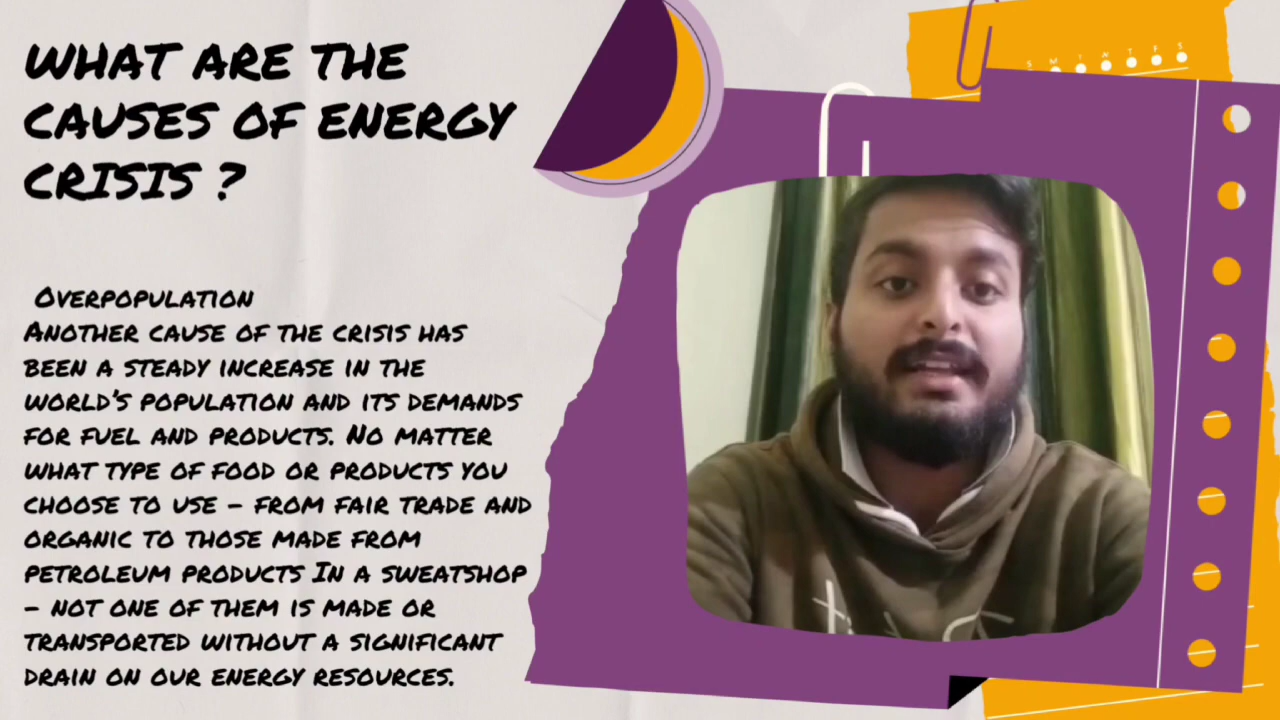 WHAT ARE THE
CAUSES OF ENERGY
CRISIS ?
OVERPOPULATION
ANOTHER CAUSE OF THE CRISIS HAS
BEEN A STEADY INCREASE IN THE
WORLD'S POPULATION AND ITS DEMANDS
FOR FUEL AND PRODUCTS. NO MATTER
WHAT TYPE OF FOOD OR PRODUCTS YOU
CHOOSE TO USE – FROM FAIR TRADE AND
ORGANIC TO THOSE MADE FROM
PETROLEUM PRODUCTS IN A SWEATSHOP
– NOT ONE OF THEM IS MADE OR
TRANSPORTED WITHOUT A SIGNIFICANT
DRAIN ON OUR ENERGY RESOURCES.
S M T W T F S